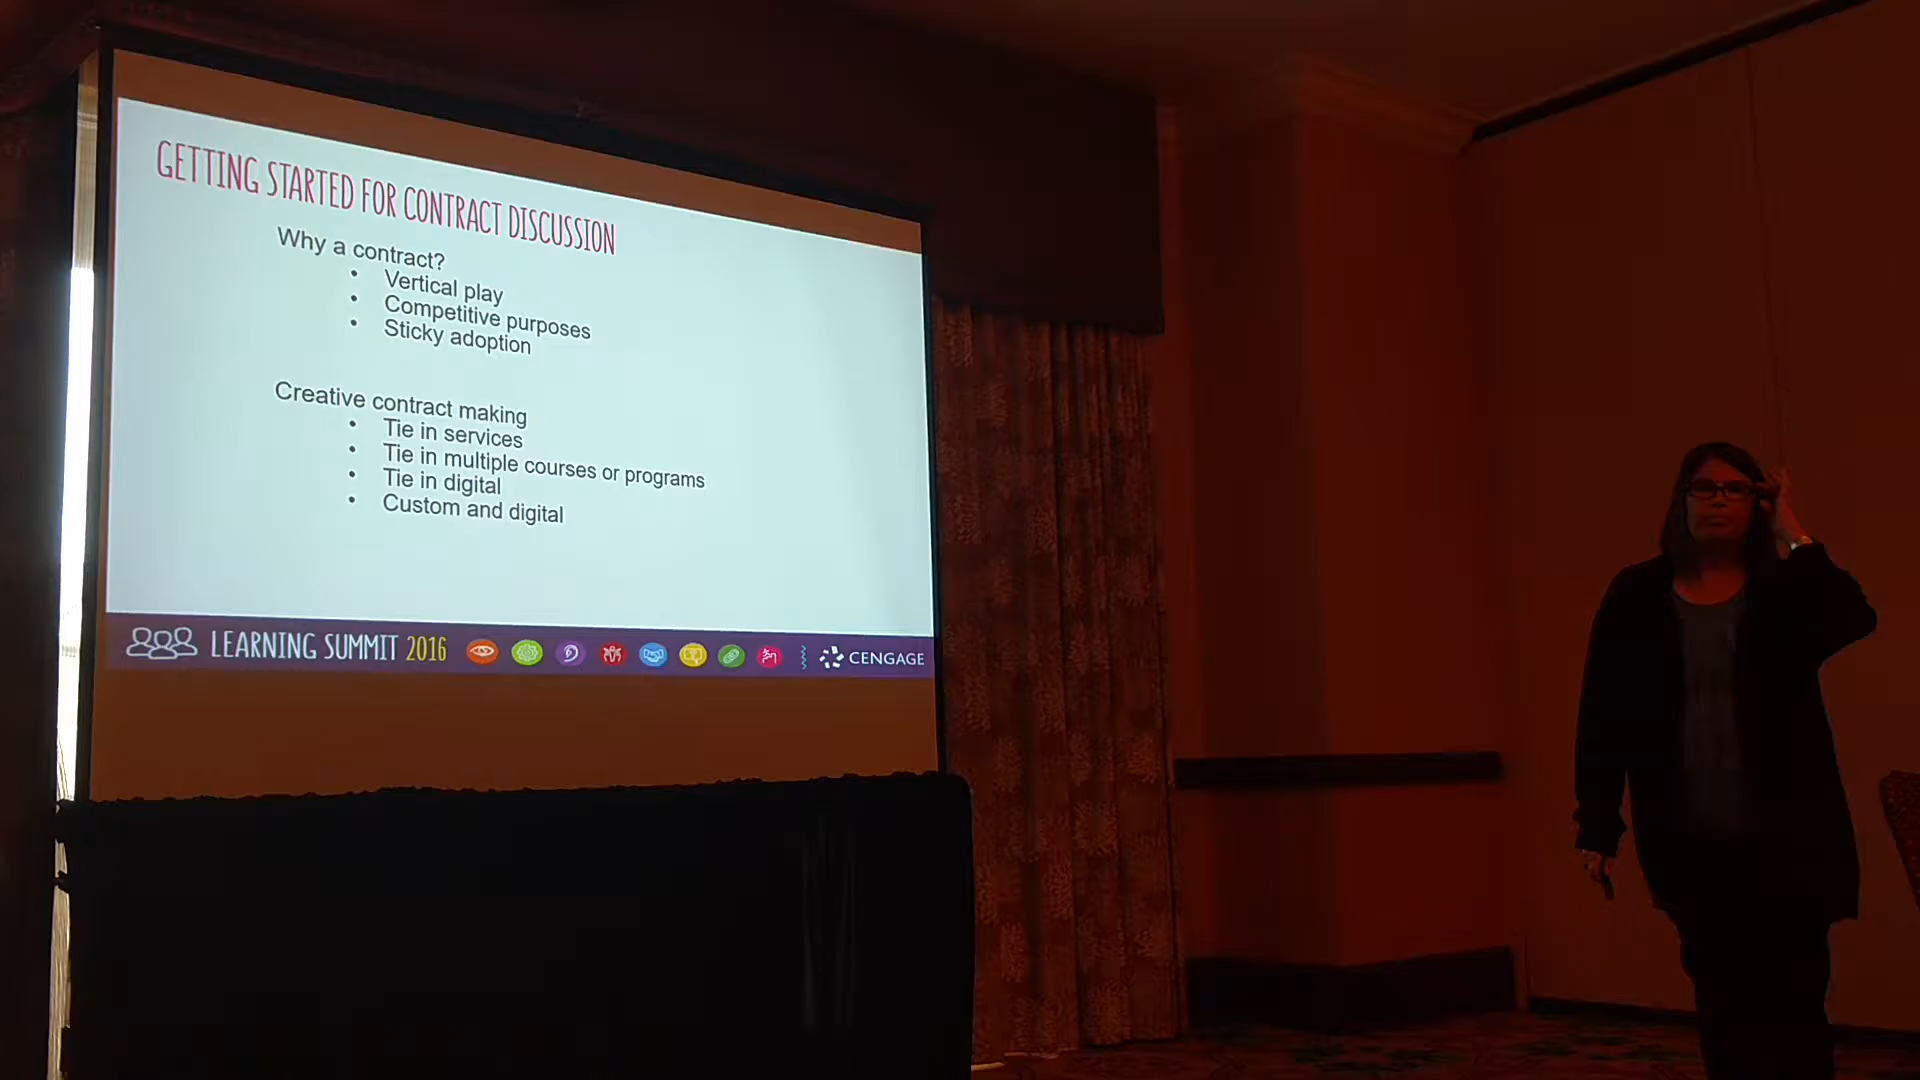 GETTING STARTED FOR CONTRACT DISCUSSION
Why a contract?
• Vertical play
• Competitive purposes
• Sticky adoption
Creative contract making
• Tie in services
• Tie in multiple courses or programs
• Tie in digital
• Custom and digital
LEARNING SUMMIT 2016
CENGAGE